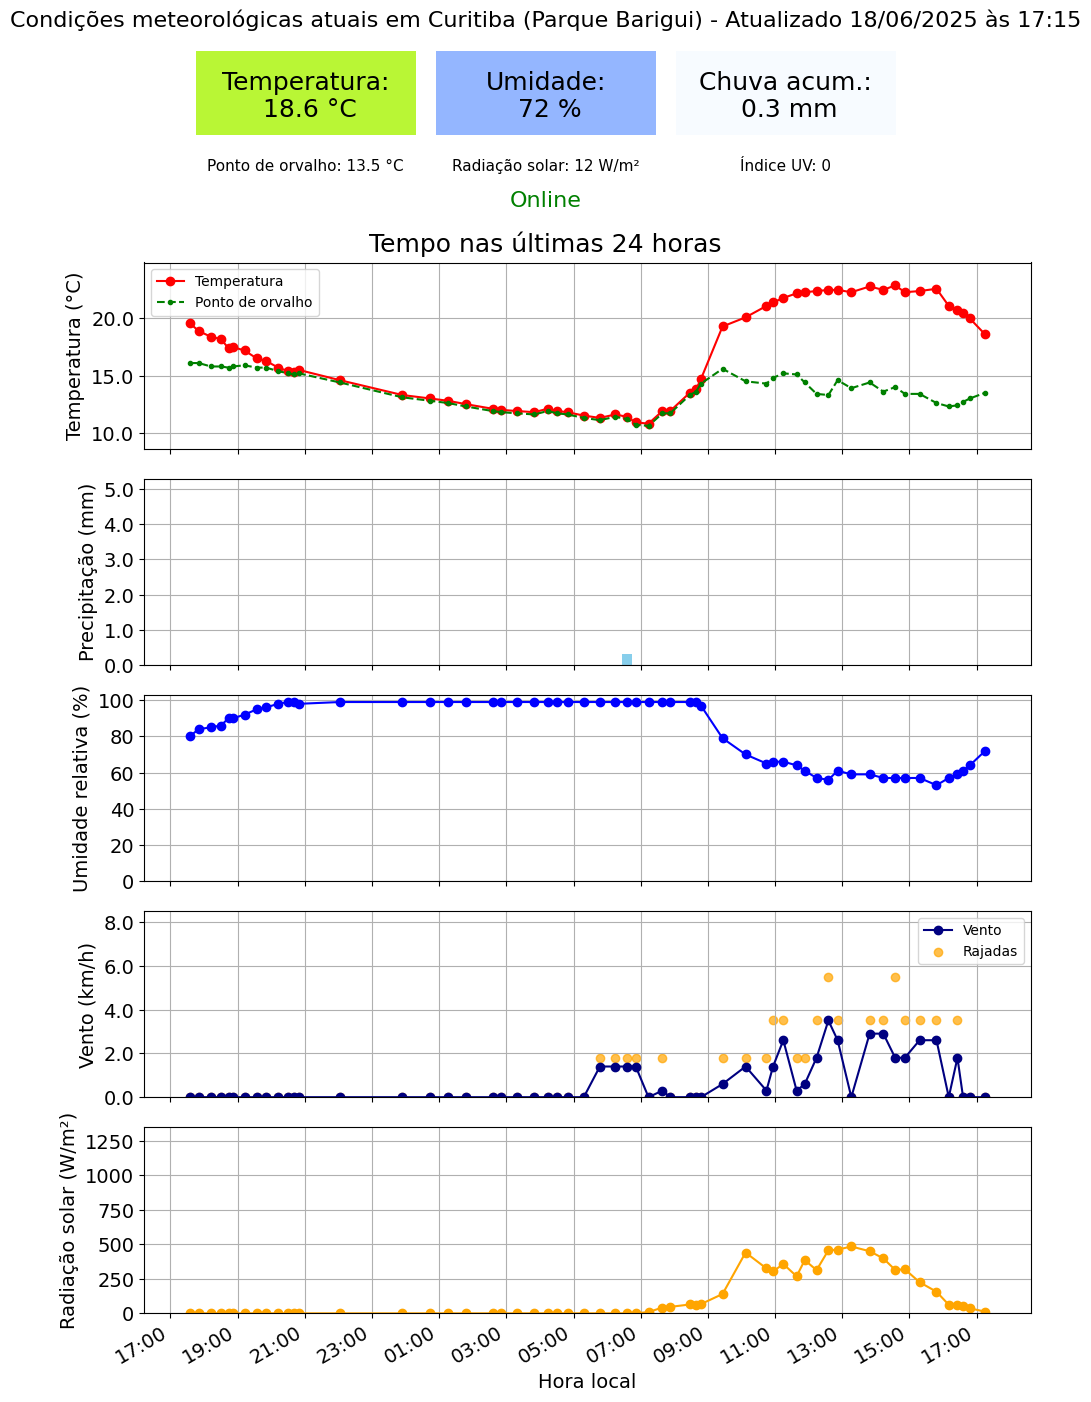 Condições meteorológicas atuais em Curitiba (Parque Barigui) - Atualizado 18/06/2025 às 17:15
Temperatura:
18.6 °C
Umidade:
72 %
Chuva acum.:
0.3 mm
Ponto de orvalho: 13.5 °C
Radiação solar: 12 W/m²
Índice UV: 0
Online
Tempo nas últimas 24 horas
Temperatura (°C)
20.0
15.0
10.0
Temperatura
Ponto de orvalho
Precipitação (mm)
5.0
4.0
3.0
2.0
1.0
0.0
Umidade relativa (%)
100
80
60
40
20
0
Vento (km/h)
8.0
6.0
4.0
2.0
0.0
Vento
Rajadas
Radiação solar (W/m²)
1250
1000
750
500
250
0
17:00
19:00
21:00
23:00
01:00
03:00
05:00
07:00
09:00
11:00
13:00
15:00
17:00
Hora local